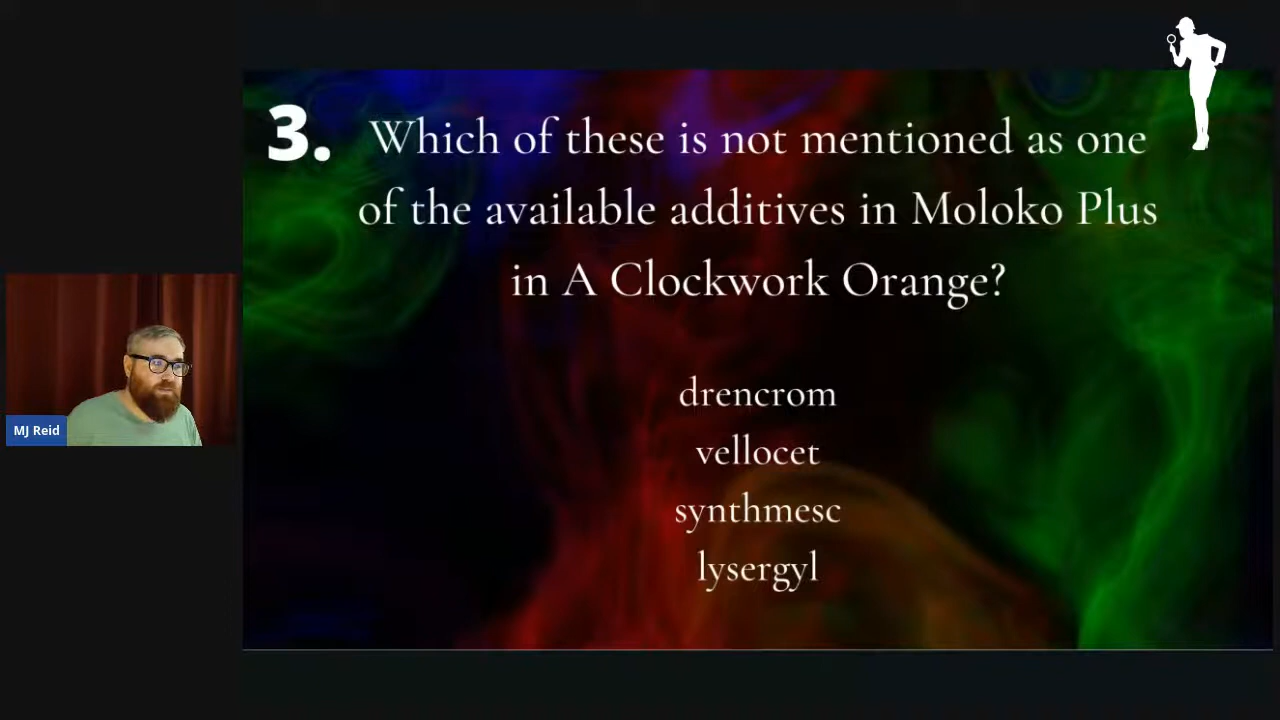 3. Which of these is not mentioned as one
of the available additives in Moloko Plus
in A Clockwork Orange?
drencrom
vellocet
synthmesc
lysergyl
MJ Reid